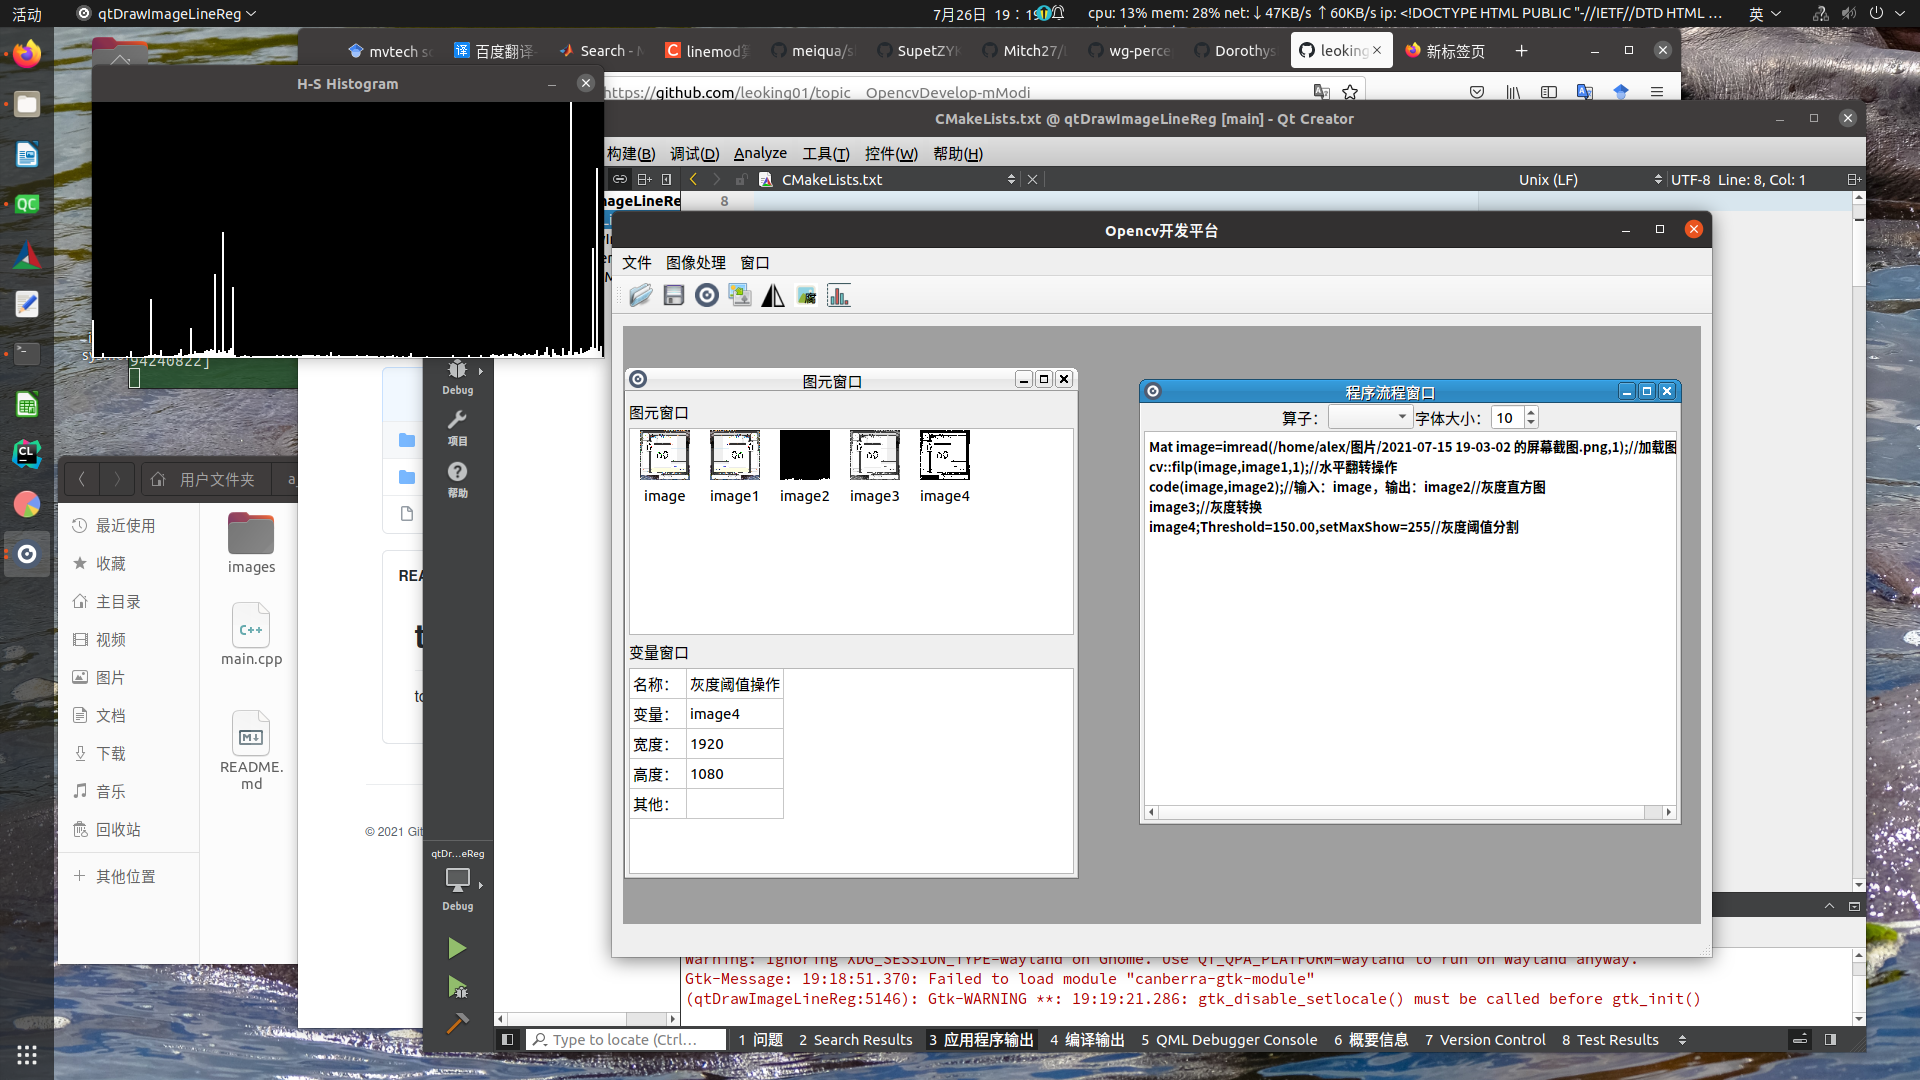 活动
qtDrawImageLineReg
7月26日 19：19
cpu: 13% mem: 28% net:↓47KB/s ↑60KB/s ip: <!DOCTYPE HTML PUBLIC "-//IETF//DTD HTML ...
英
mvtech
百度翻译
Search -
linemod
meiqua/s
SupetZYK
Mitch27/
wg-perce
Dorothys
leoking
新标签页
https://github.com/leoking01/topic__OpencvDevelop-mModi
H-S Histogram
CMakeLists.txt @ qtDrawImageLineReg [main] - Qt Creator
构建(B) 调试(D) Analyze 工具(T) 控件(W) 帮助(H)
CMakeLists.txt
Unix (LF)
UTF-8 Line: 8, Col: 1
ageLineRe
8
Opencv开发平台
文件 图像处理 窗口
94240822]
Debug
项目
帮助
图元窗口
图元窗口
image image1 image2 image3 image4
变量窗口
名称： 灰度阈值操作
变量： image4
宽度： 1920
高度： 1080
其他：
程序流程窗口
算子： 字体大小： 10
Mat image=imread(/home/alex/图片/2021-07-15 19-03-02 的屏幕截图.png,1);//加载图
cv::filp(image,image1,1);//水平翻转操作
code(image,image2);//输入：image，输出：image2//灰度直方图
image3;//灰度转换
image4;Threshold=150.00,setMaxShow=255//灰度阈值分割
用户文件夹
最近使用
收藏
主目录
视频
图片
文档
下载
音乐
回收站
其他位置
images
main.cpp
README.md
REA
© 2021 Git
qtDr...eReg
Debug
Warning: Ignoring XDG_SESSION_TYPE=wayland on Gnome. Use QT_QPA_PLATFORM=wayland to run on Wayland anyway.
Gtk-Message: 19:18:51.370: Failed to load module "canberra-gtk-module"
(qtDrawImageLineReg:5146): Gtk-WARNING **: 19:19:21.286: gtk_disable_setlocale() must be called before gtk_init()
Type to locate (Ctrl...
1 问题 2 Search Results 3 应用程序输出 4 编译输出 5 QML Debugger Console 6 概要信息 7 Version Control 8 Test Results